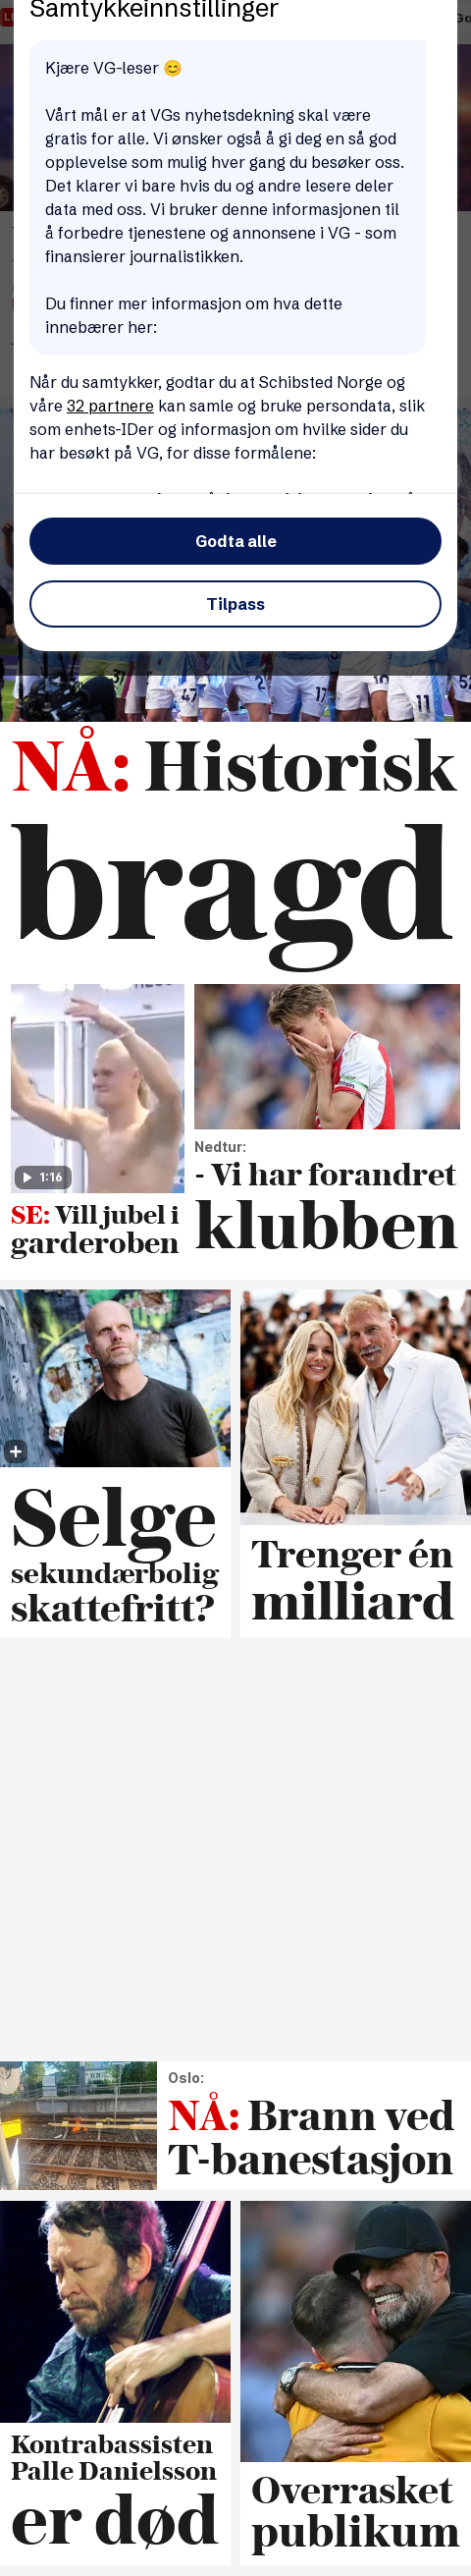 Samtykkeinnstillinger
Kjære VG-leser 😊
Vårt mål er at VGs nyhetsdekning skal være
gratis for alle. Vi ønsker også å gi deg en så god
opplevelse som mulig hver gang du besøker oss.
Det klarer vi bare hvis du og andre lesere deler
data med oss. Vi bruker denne informasjonen til
å forbedre tjenestene og annonsene i VG - som
finansierer journalistikken.
Du finner mer informasjon om hva dette
innebærer her:
Når du samtykker, godtar du at Schibsted Norge og
våre 32 partnere kan samle og bruke persondata, slik
som enhets-IDer og informasjon om hvilke sider du
har besøkt på VG, for disse formålene:
Godta alle
Tilpass
37
47
17
11
52
NÅ: Historisk
bragd
1:16
SE: Vill jubel i
garderoben
Nedtur:
- Vi har forandret
klubben
Selge
sekundærbolig
skattefritt?
Trenger én
milliard
Oslo:
NÅ: Brann ved
T-banestasjon
Kontrabassisten
Palle Danielsson
er død
Overrasket
publikum